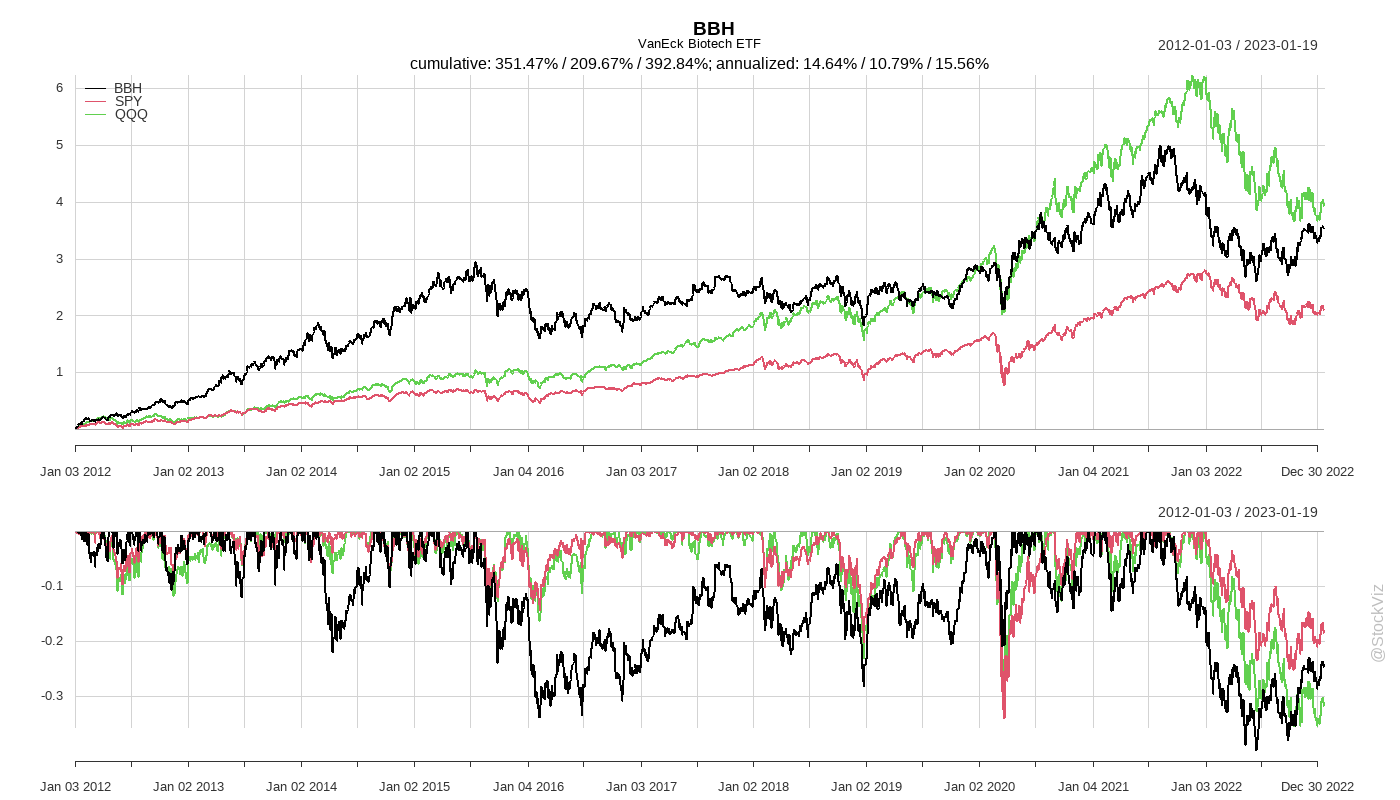 BBH
VanEck Biotech ETF
2012-01-03 / 2023-01-19
cumulative: 351.47% / 209.67% / 392.84%; annualized: 14.64% / 10.79% / 15.56%
BBH
SPY
QQQ
6
5
4
3
2
1
Jan 03 2012 Jan 02 2013 Jan 02 2014 Jan 02 2015 Jan 04 2016 Jan 03 2017 Jan 02 2018 Jan 02 2019 Jan 02 2020 Jan 04 2021 Jan 03 2022 Dec 30 2022
2012-01-03 / 2023-01-19
-0.1
-0.2
-0.3
Jan 03 2012 Jan 02 2013 Jan 02 2014 Jan 02 2015 Jan 04 2016 Jan 03 2017 Jan 02 2018 Jan 02 2019 Jan 02 2020 Jan 04 2021 Jan 03 2022 Dec 30 2022
@StockViz